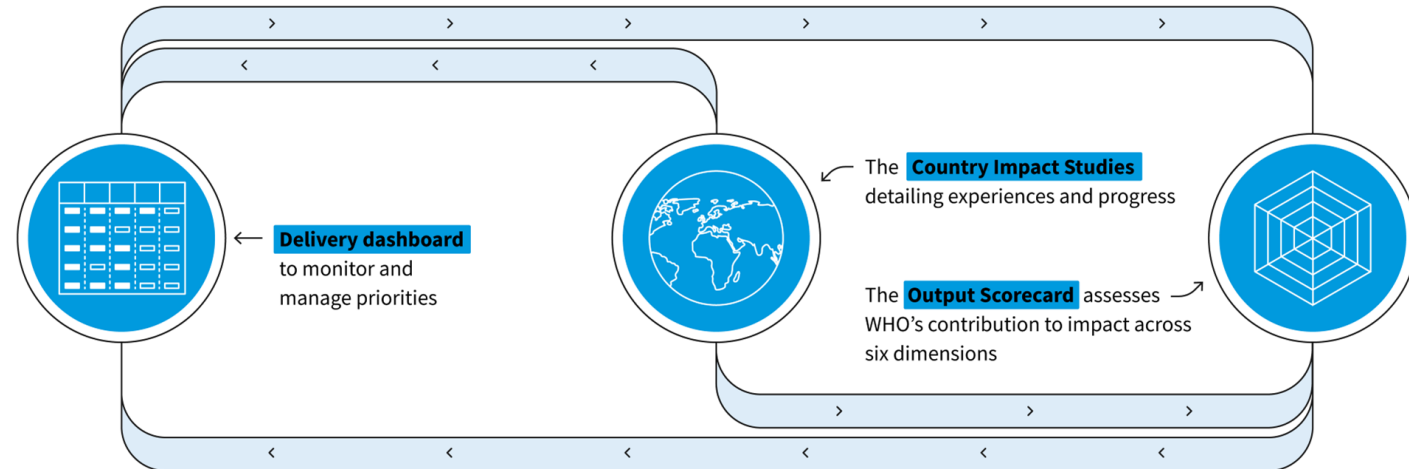 Delivery dashboard
to monitor and
manage priorities
The Country Impact Studies
detailing experiences and progress
The Output Scorecard assesses
WHO’s contribution to impact across
six dimensions